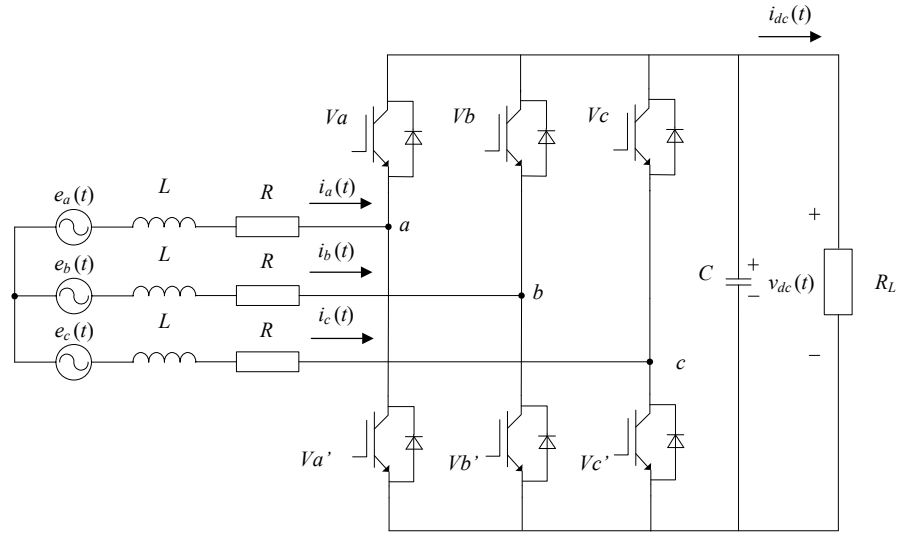 i_dc(t)
Va Vb Vc
e_a(t) L R i_a(t) a
e_b(t) L R i_b(t) b
e_c(t) L R i_c(t) c
+
C + − v_dc(t) R_L
−
Va’ Vb’ Vc’